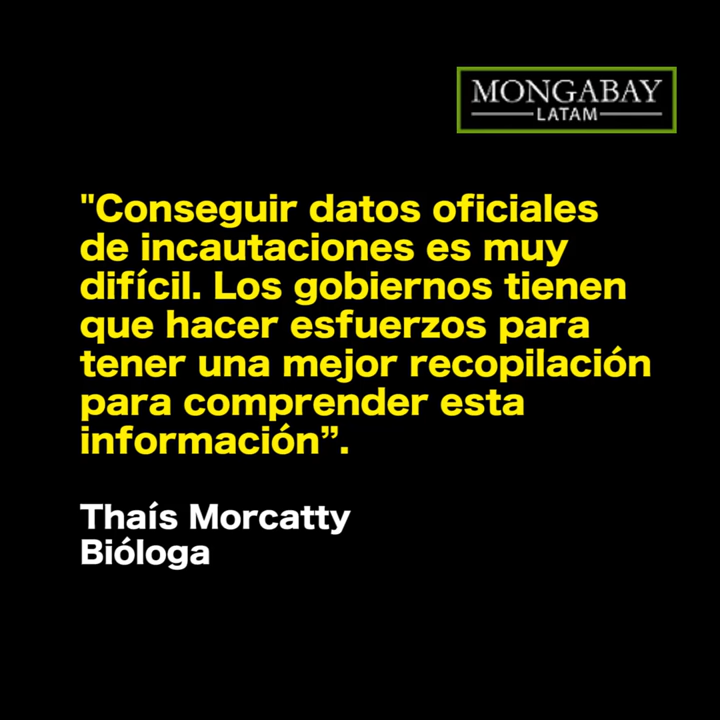 MONGABAY
LATAM
"Conseguir datos oficiales
de incautaciones es muy
difícil. Los gobiernos tienen
que hacer esfuerzos para
tener una mejor recopilación
para comprender esta
información”.
Thaís Morcatty
Bióloga